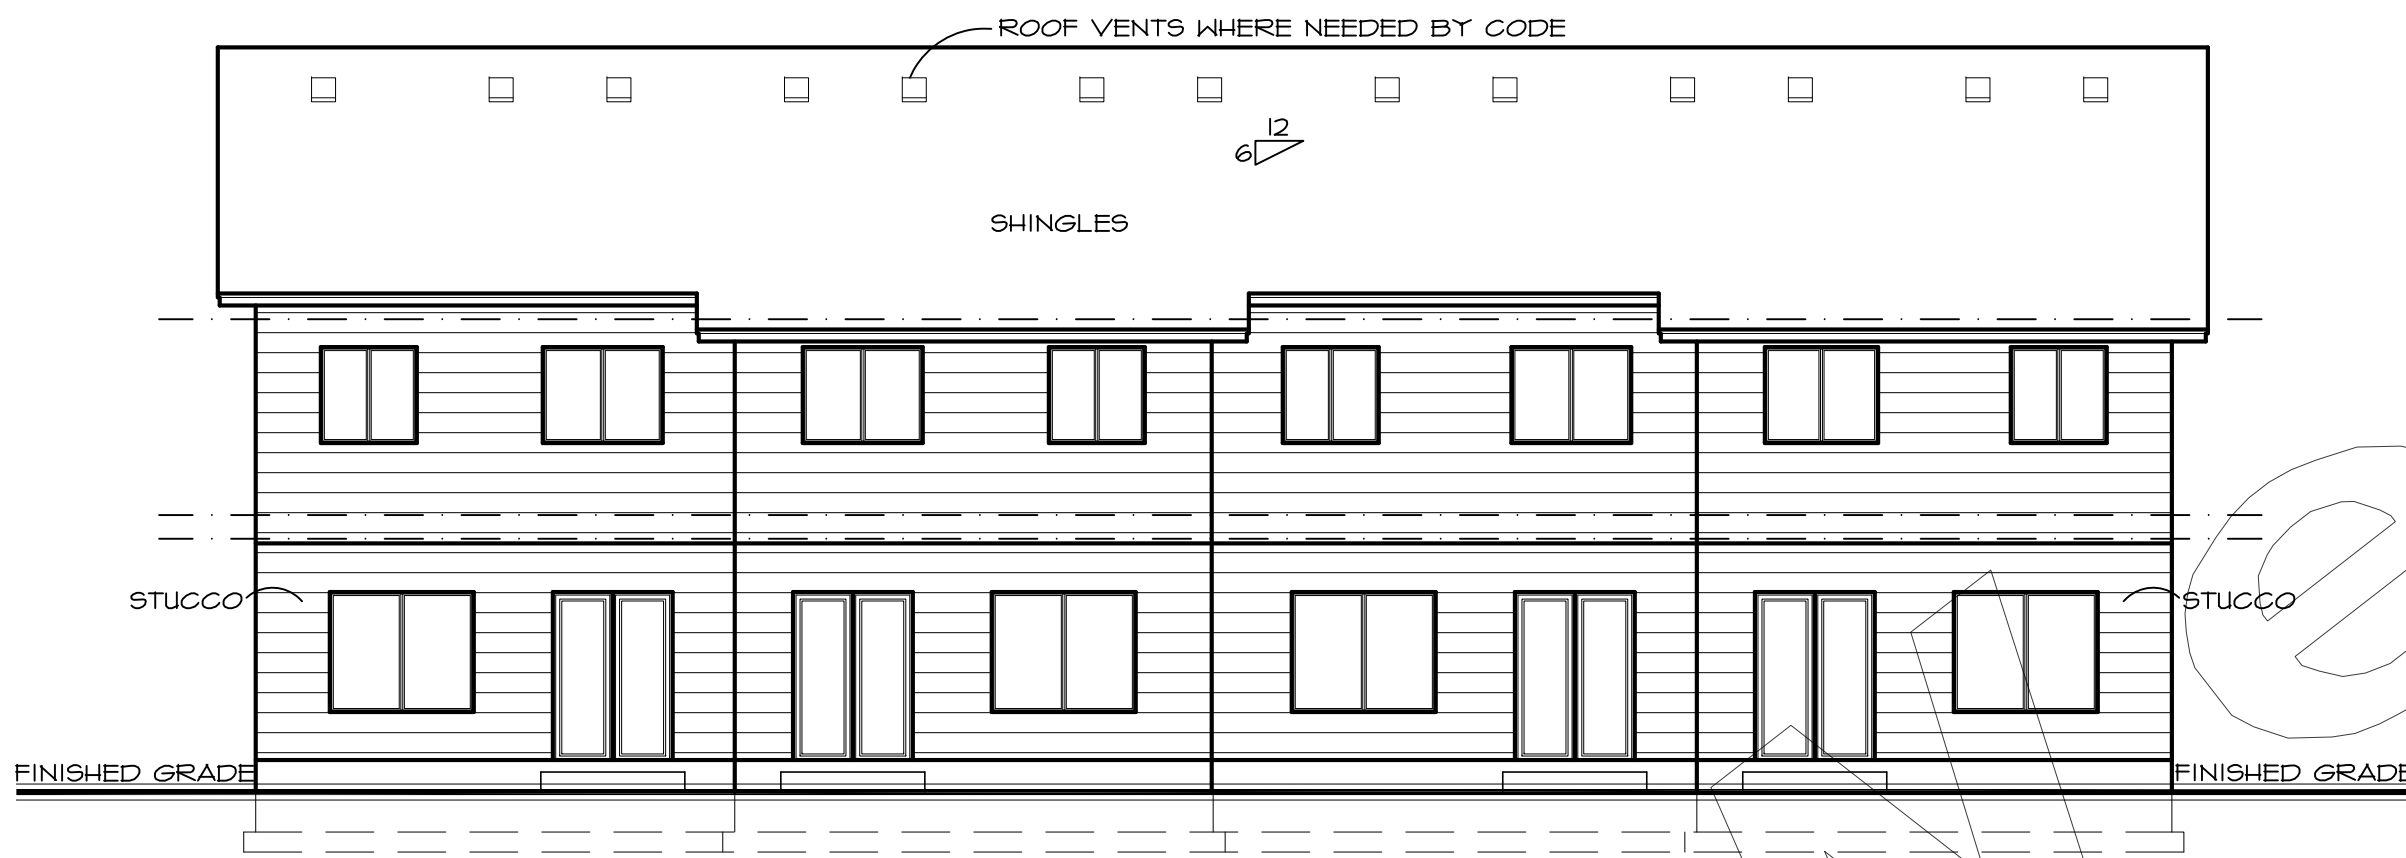 ROOF VENTS WHERE NEEDED BY CODE
12
6
SHINGLES
STUCCO
STUCCO
FINISHED GRADE
FINISHED GRADE